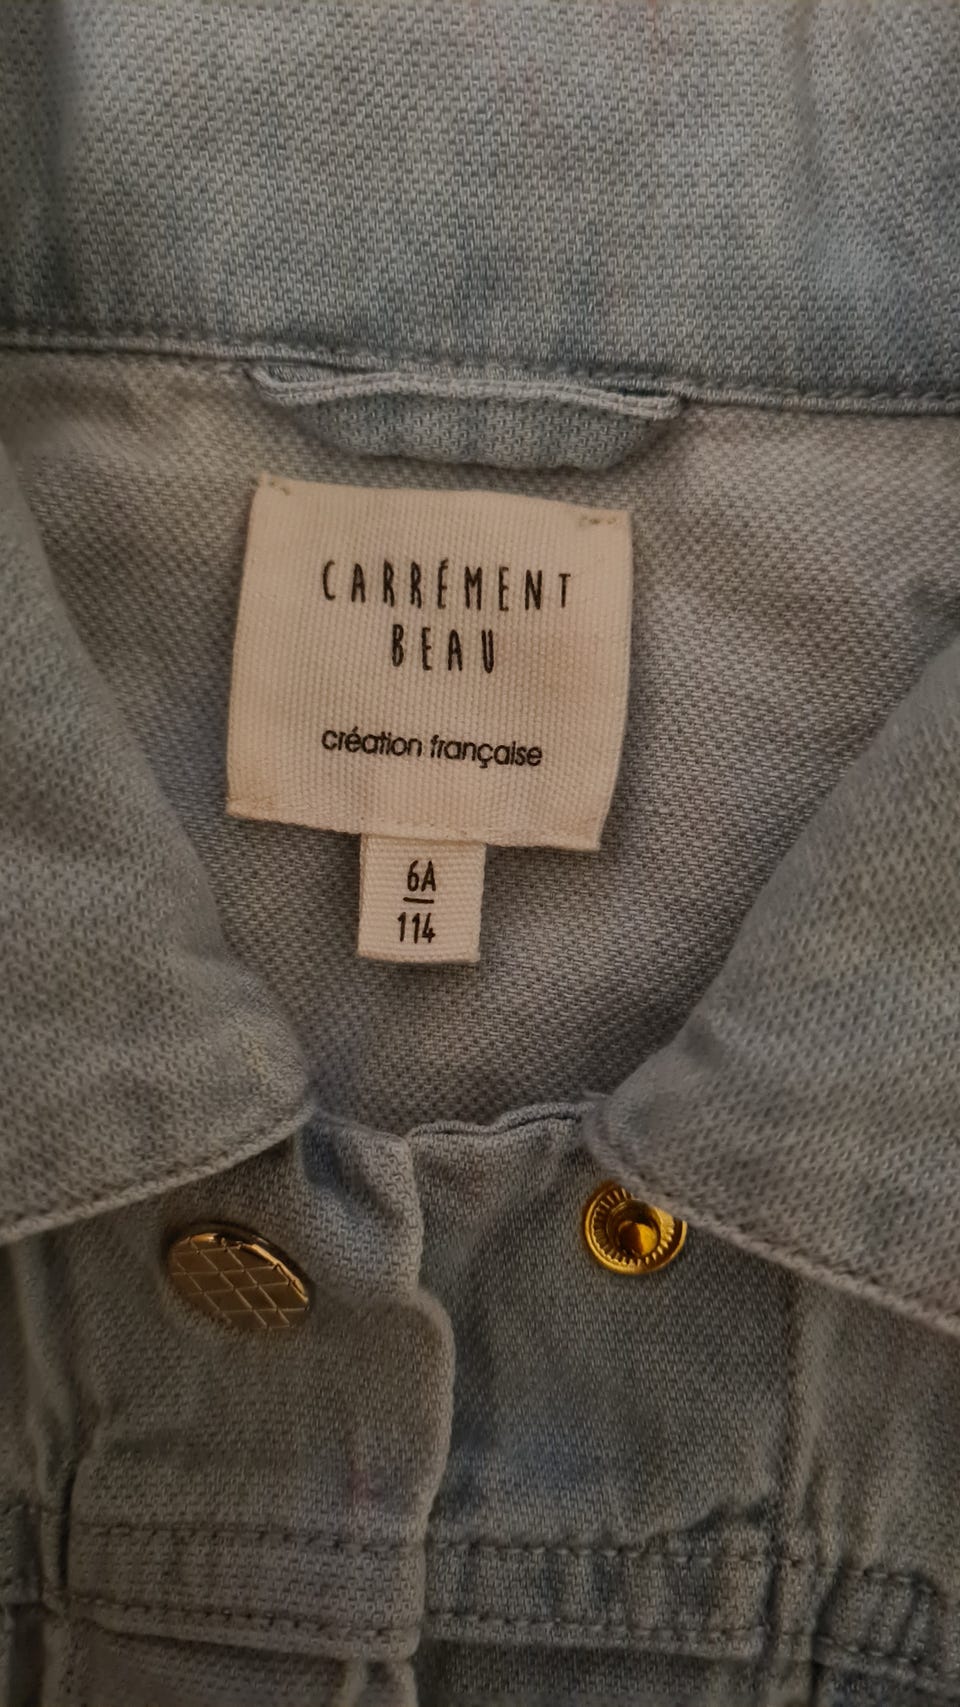 CARRÉMENT
BEAU
création française
6A
114